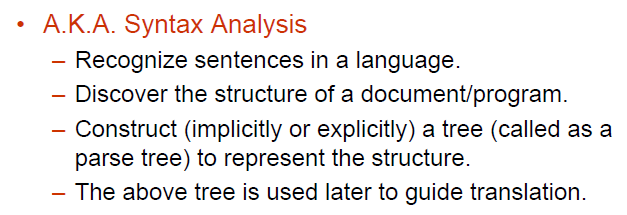 • A.K.A. Syntax Analysis
– Recognize sentences in a language.
– Discover the structure of a document/program.
– Construct (implicitly or explicitly) a tree (called as a
parse tree) to represent the structure.
– The above tree is used later to guide translation.